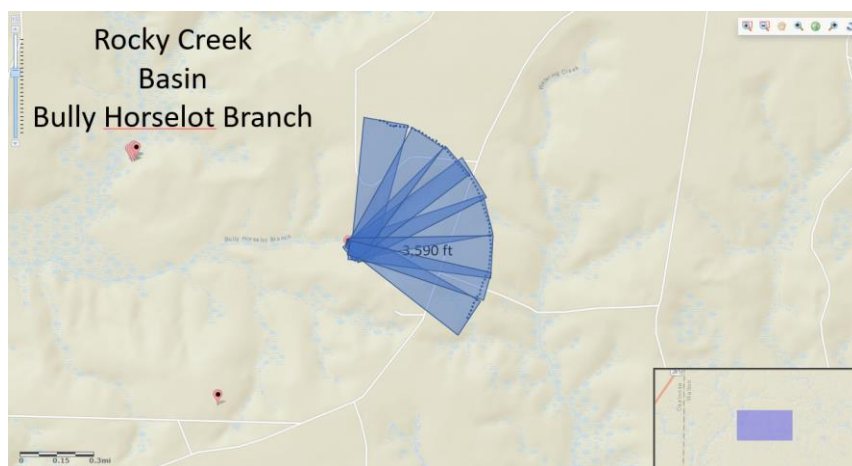 Rocky Creek
Basin
Bully Horselot Branch
Bully Horselot Branch
3,590 ft
0
0.15
0.3mi